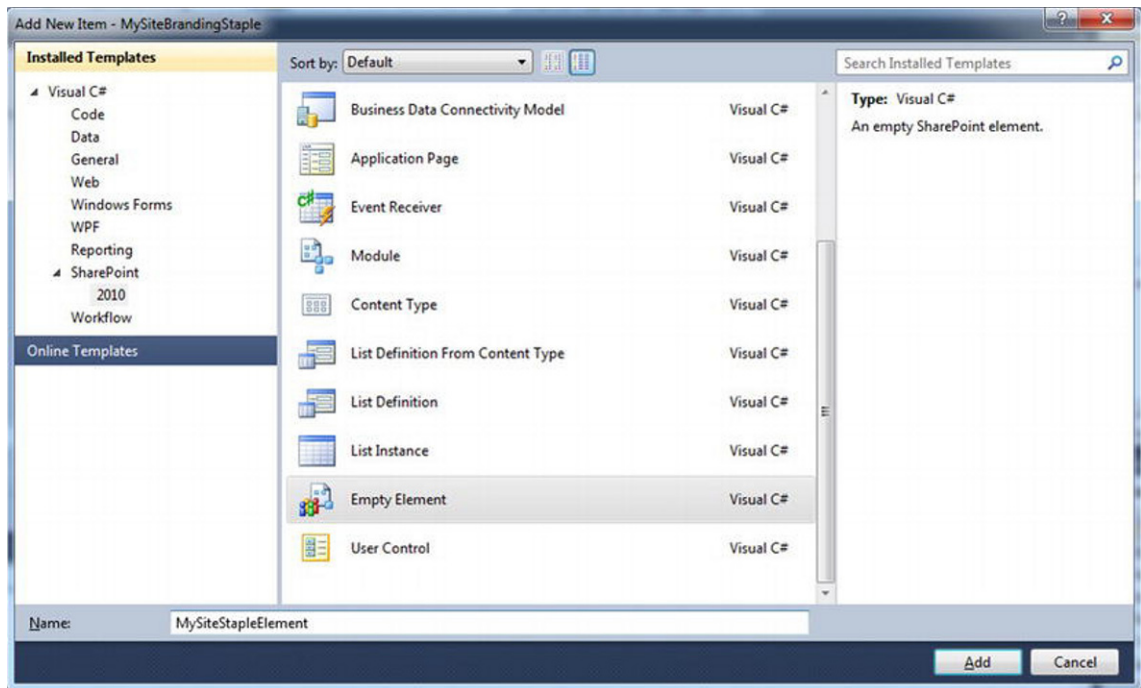 Add New Item - MySiteBrandingStaple
?
Installed Templates
Visual C#
Code
Data
General
Web
Windows Forms
WPF
Reporting
SharePoint
2010
Workflow
Online Templates
Sort by: Default
Business Data Connectivity Model Visual C#
Application Page Visual C#
C# Event Receiver Visual C#
Module Visual C#
Content Type Visual C#
List Definition From Content Type Visual C#
List Definition Visual C#
List Instance Visual C#
Empty Element Visual C#
User Control Visual C#
Search Installed Templates
Type: Visual C#
An empty SharePoint element.
Name: MySiteStapleElement
Add Cancel